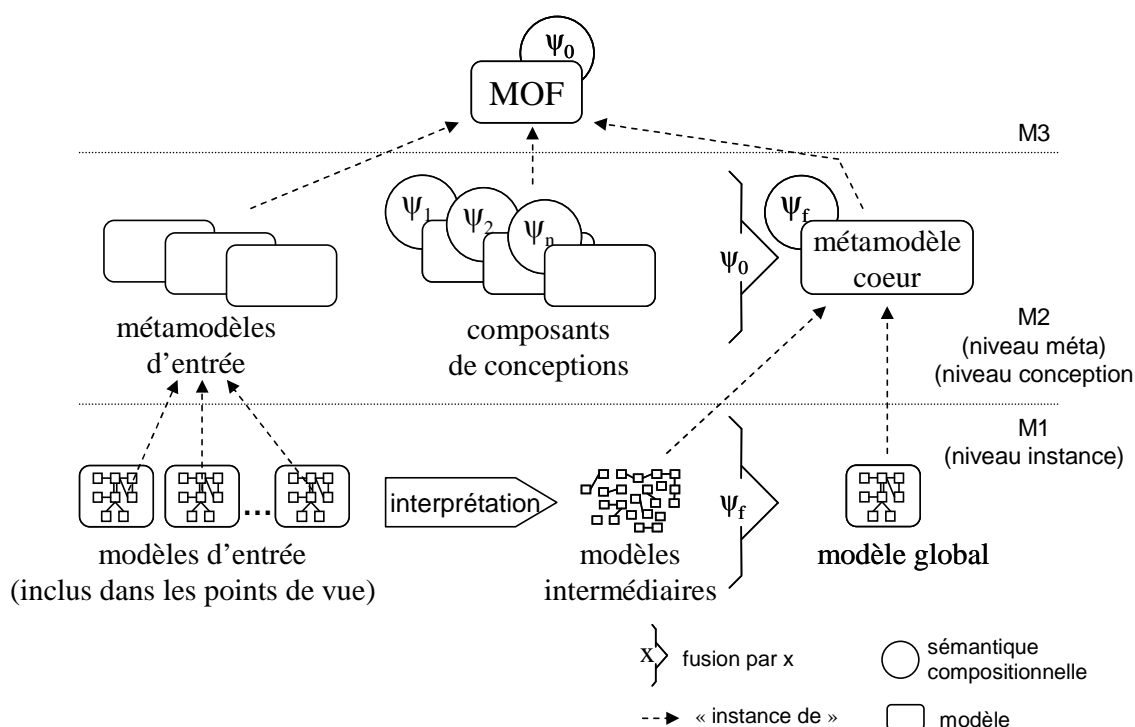 ψ0
MOF
M3
ψ1
ψ2
ψn
ψ0
ψf
métamodèle
coeur
métamodèles
d'entrée
composants
de conceptions
M2
(niveau méta)
(niveau conception
M1
(niveau instance)
...
interprétation
ψf
modèles d'entrée
(inclus dans les points de vue)
modèles
intermédiaires
modèle global
x
fusion par x
sémantique
compositionnelle
« instance de »
modèle